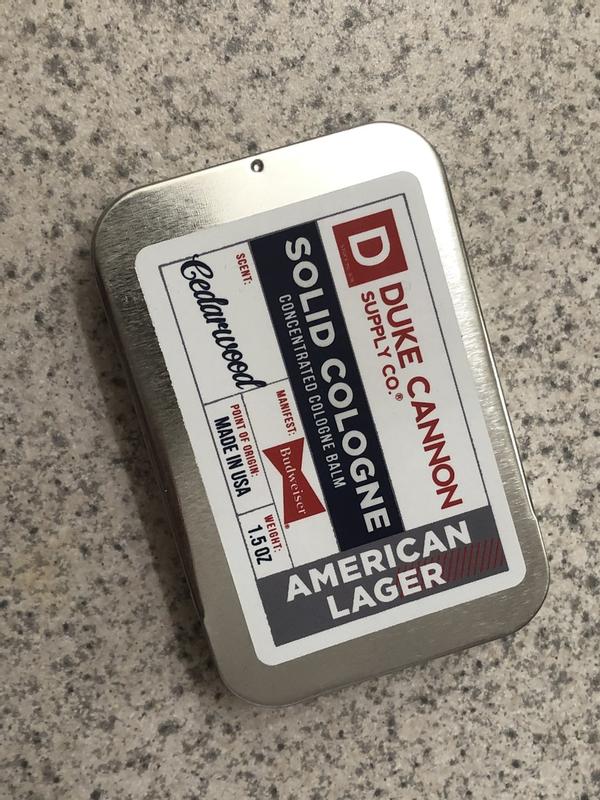 D
DUKE CANNON
SUPPLY CO.®
SOLID COLOGNE
CONCENTRATED COLOGNE BALM
SCENT:
Cedarwood
MANIFEST:
Budweiser®
POINT OF ORIGIN:
MADE IN USA
WEIGHT:
1.5 OZ
AMERICAN
LAGER